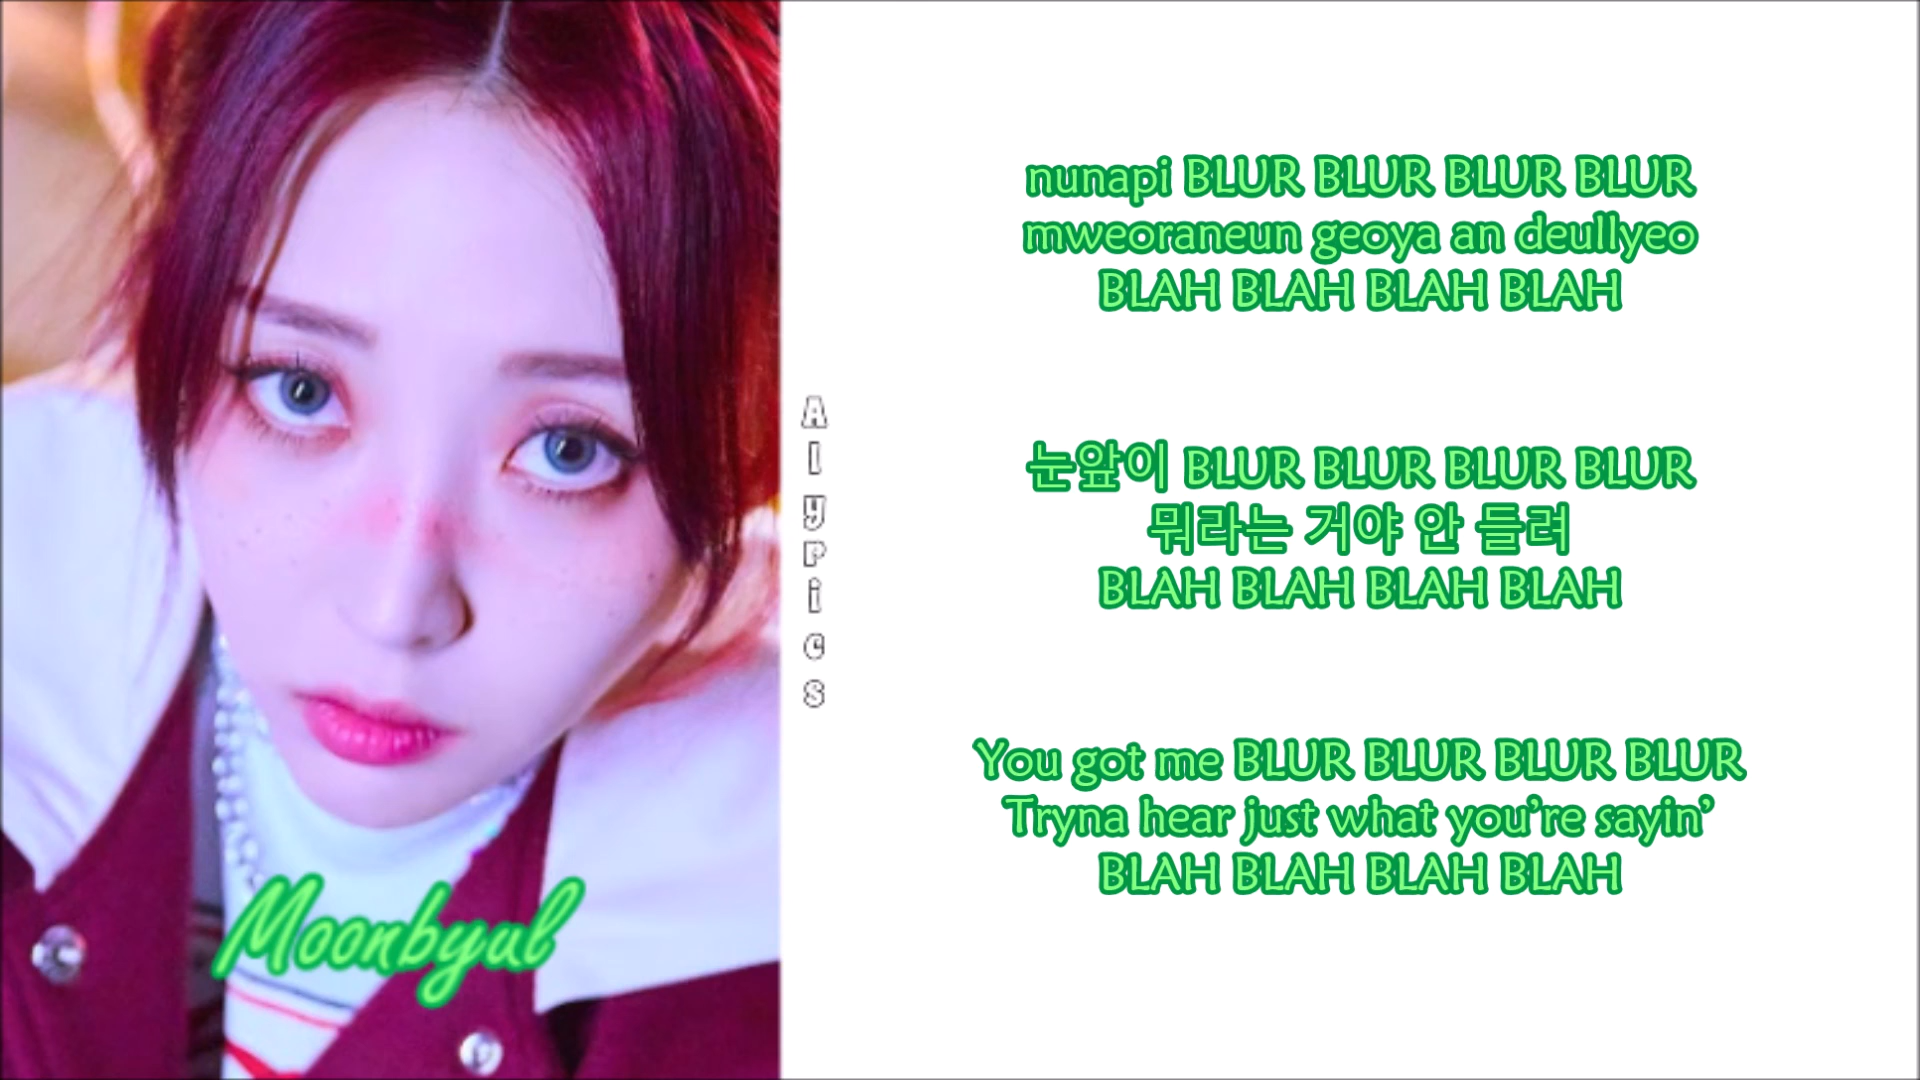 nunapi BLUR BLUR BLUR BLUR
mweoraneun geoya an deullyeo
BLAH BLAH BLAH BLAH
눈앞이 BLUR BLUR BLUR BLUR
뭐라는 거야 안 들려
BLAH BLAH BLAH BLAH
You got me BLUR BLUR BLUR BLUR
Tryna hear just what you’re sayin’
BLAH BLAH BLAH BLAH
Alyrics
Moonbyul